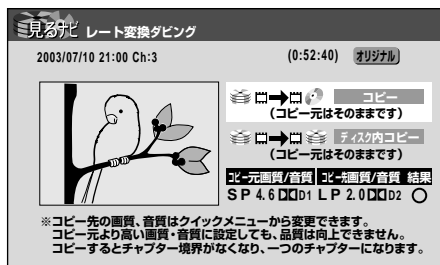 見るナビ レート変換ダビング
2003/07/10 21:00 Ch:3 (0:52:40) オリジナル
コピー
(コピー元はそのままです)
ディスク内コピー
(コピー元はそのままです)
コピー元画質/音質 コピー先画質/音質 結果
SP 4.6 D1 LP 2.0 D2 ○
※コピー先の画質、音質はクイックメニューから変更できます。
コピー元より高い画質・音質に設定しても、品質は向上できません。
コピーするとチャプター境界がなくなり、一つのチャプターになります。